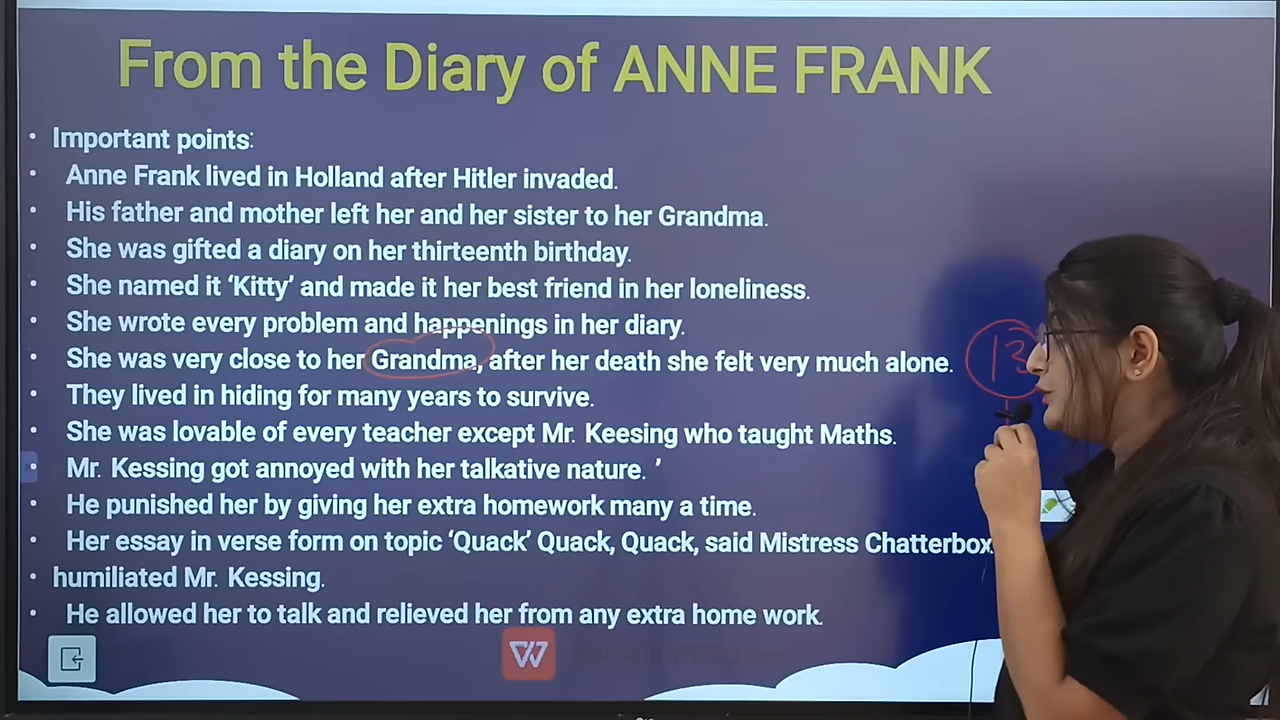 From the Diary of ANNE FRANK
• Important points:
• Anne Frank lived in Holland after Hitler invaded.
• His father and mother left her and her sister to her Grandma.
• She was gifted a diary on her thirteenth birthday.
• She named it ‘Kitty’ and made it her best friend in her loneliness.
• She wrote every problem and happenings in her diary.
• She was very close to her Grandma, after her death she felt very much alone.
13
• They lived in hiding for many years to survive.
• She was lovable of every teacher except Mr. Keesing who taught Maths.
• Mr. Kessing got annoyed with her talkative nature. ’
• He punished her by giving her extra homework many a time.
• Her essay in verse form on topic ‘Quack’ Quack, Quack, said Mistress Chatterbox
• humiliated Mr. Kessing.
• He allowed her to talk and relieved her from any extra home work.